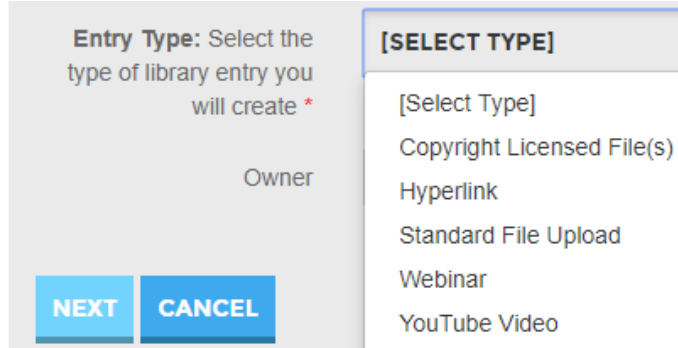 Entry Type: Select the
type of library entry you
will create *
[SELECT TYPE]
[Select Type]
Copyright Licensed File(s)
Hyperlink
Standard File Upload
Webinar
YouTube Video
Owner
NEXT
CANCEL